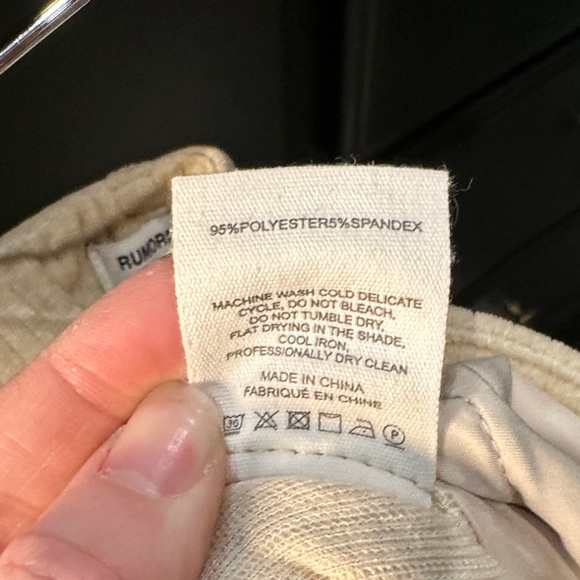 95%POLYESTER5%SPANDEX
MACHINE WASH COLD DELICATE
CYCLE, DO NOT BLEACH,
DO NOT TUMBLE DRY,
FLAT DRYING IN THE SHADE,
COOL IRON,
PROFESSIONALLY DRY CLEAN
MADE IN CHINA
FABRIQUÉ EN CHINE
30
P